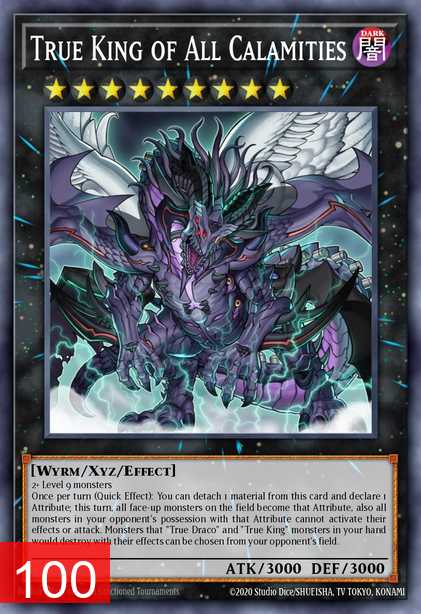 TRUE KING OF ALL CALAMITIES
DARK
闇
[WYRM/XYZ/EFFECT]
2+ Level 9 monsters
Once per turn (Quick Effect): You can detach 1 material from this card and declare 1
Attribute; this turn, all face-up monsters on the field become that Attribute, also all
monsters in your opponent's possession with that Attribute cannot activate their
effects or attack. Monsters that "True Draco" and "True King" monsters in your hand
would destroy with their effects can be chosen from your opponent's field.
ATK/3000 DEF/3000
100
anctioned Tournaments
©2020 Studio Dice/SHUEISHA, TV TOKYO, KONAMI